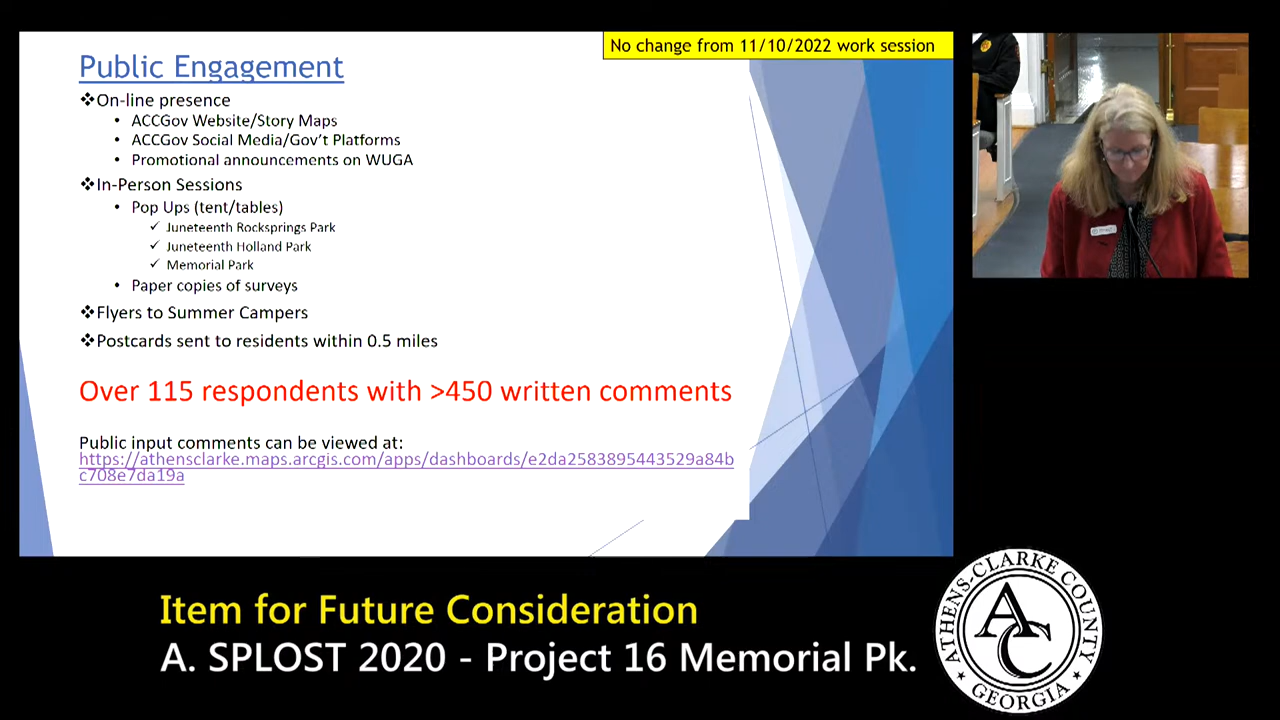 No change from 11/10/2022 work session
Public Engagement
❖On-line presence
• ACCGov Website/Story Maps
• ACCGov Social Media/Gov't Platforms
• Promotional announcements on WUGA
❖In-Person Sessions
• Pop Ups (tent/tables)
✓ Juneteenth Rocksprings Park
✓ Juneteenth Holland Park
✓ Memorial Park
• Paper copies of surveys
❖Flyers to Summer Campers
❖Postcards sent to residents within 0.5 miles
Over 115 respondents with >450 written comments
Public input comments can be viewed at:
https://athensclarke.maps.arcgis.com/apps/dashboards/e2da2583895443529a84b
c708e7da19a
Item for Future Consideration
A. SPLOST 2020 - Project 16 Memorial Pk.
ATHENS-CLARKE COUNTY
ACC
GEORGIA